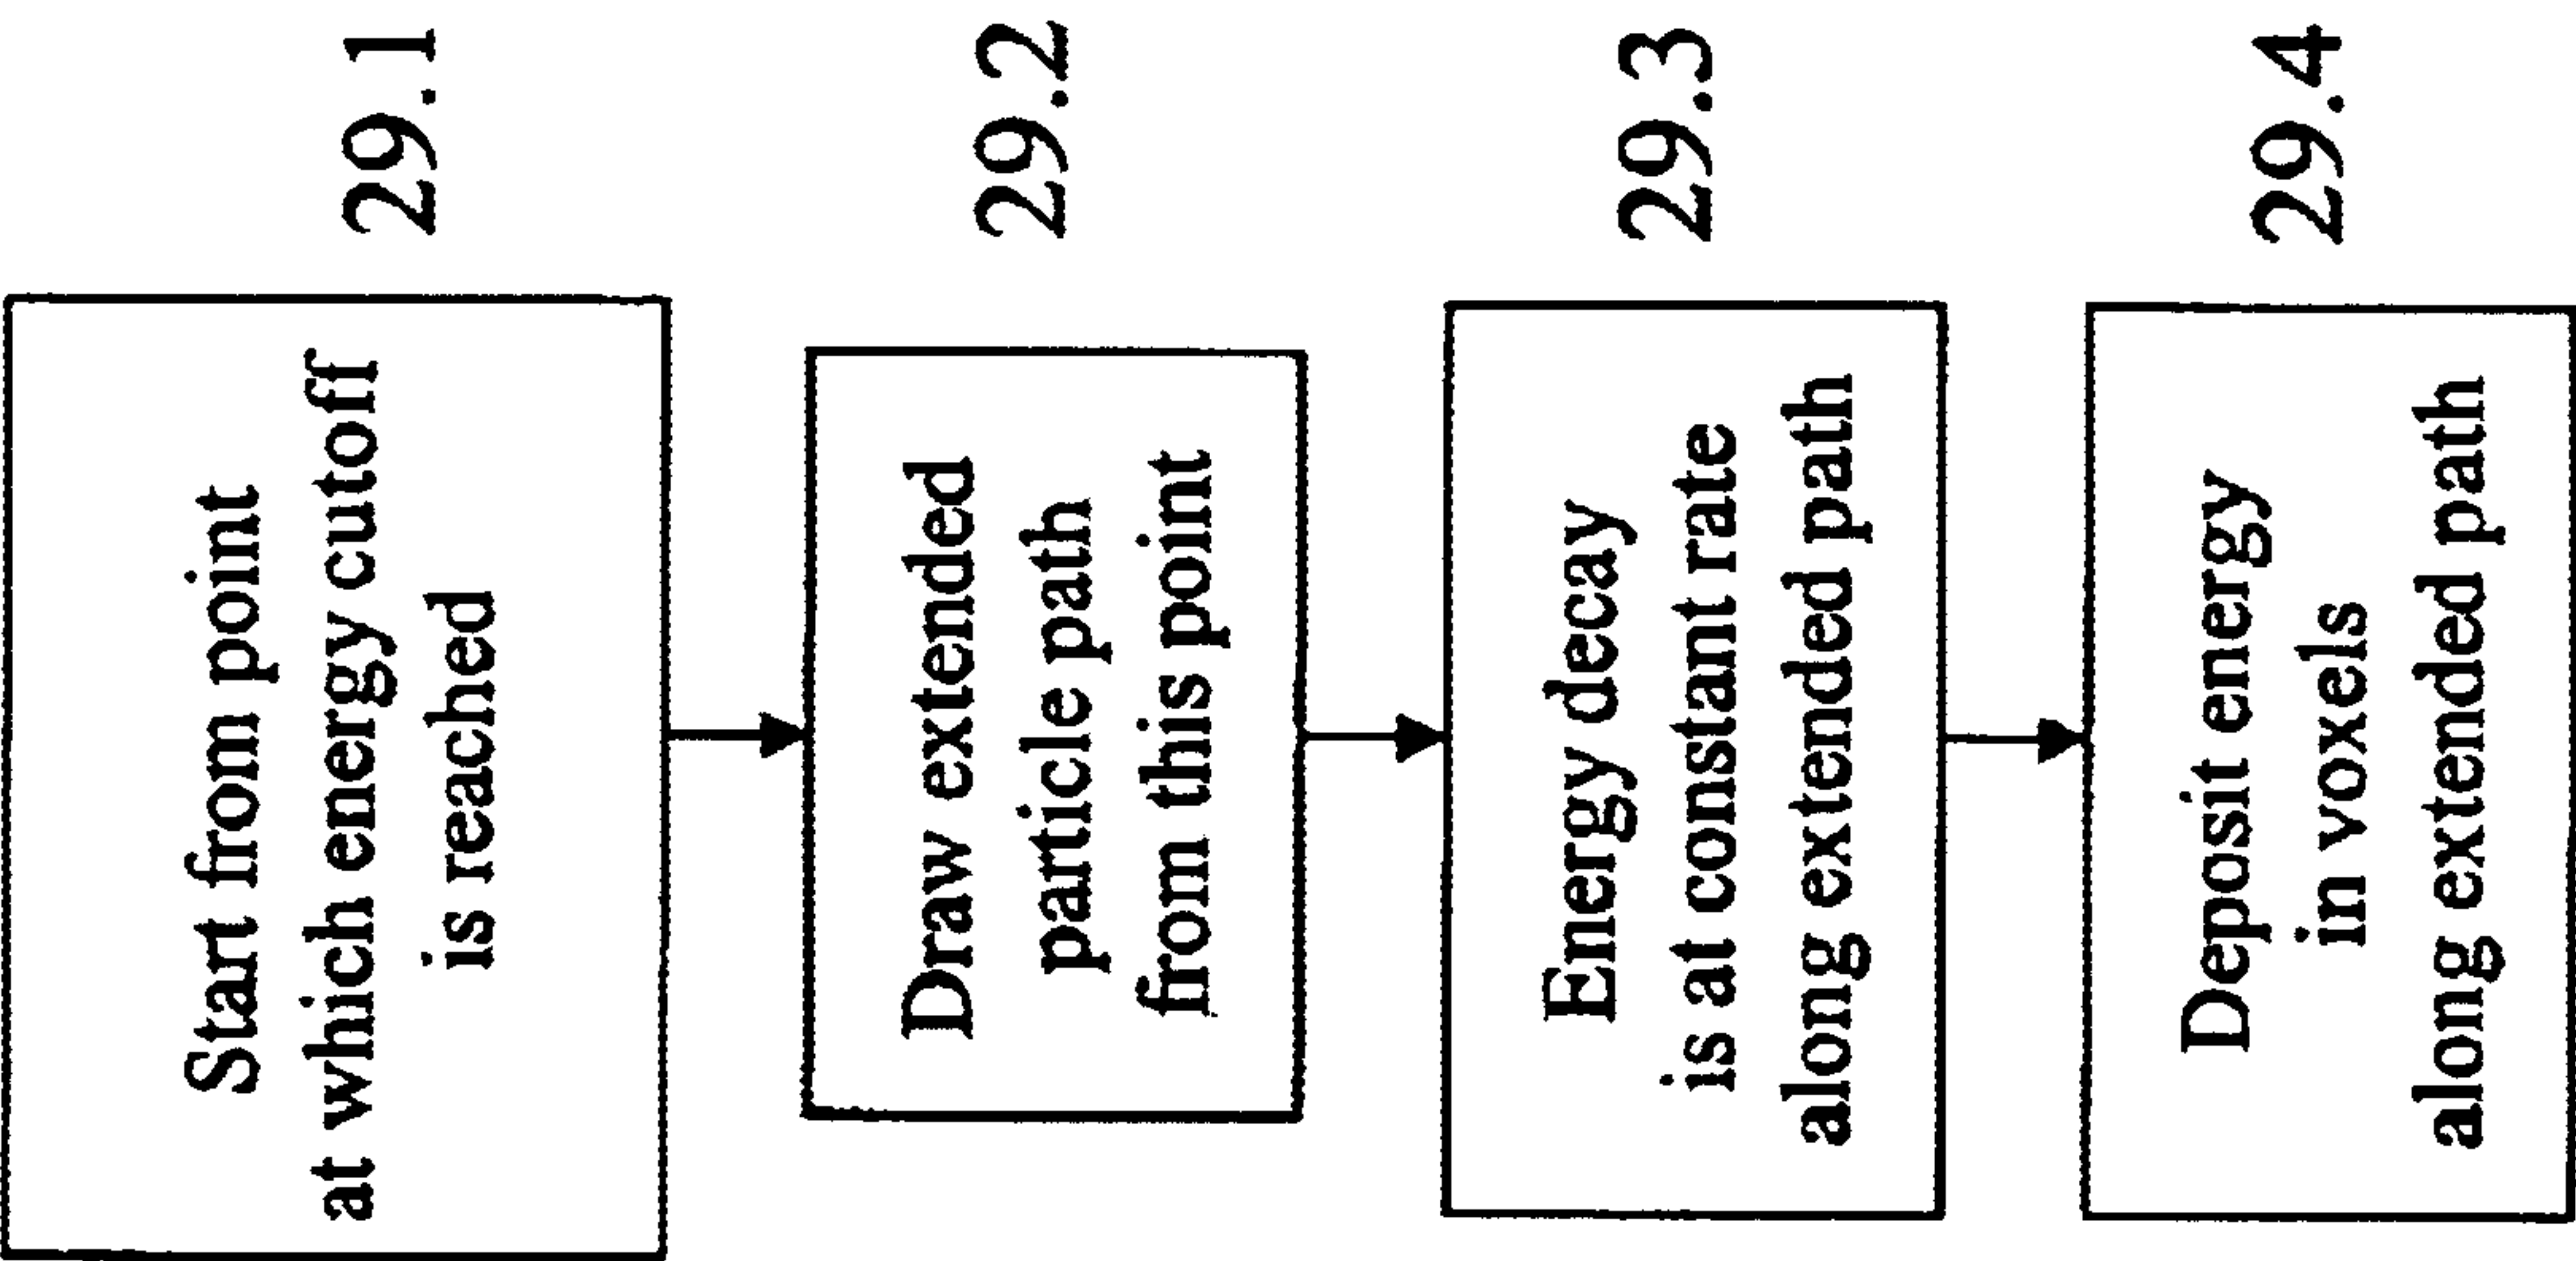 Start from point
at which energy cutoff
is reached
29.1
Draw extended
particle path
from this point
29.2
Energy decay
is at constant rate
along extended path
29.3
Deposit energy
in voxels
along extended path
29.4